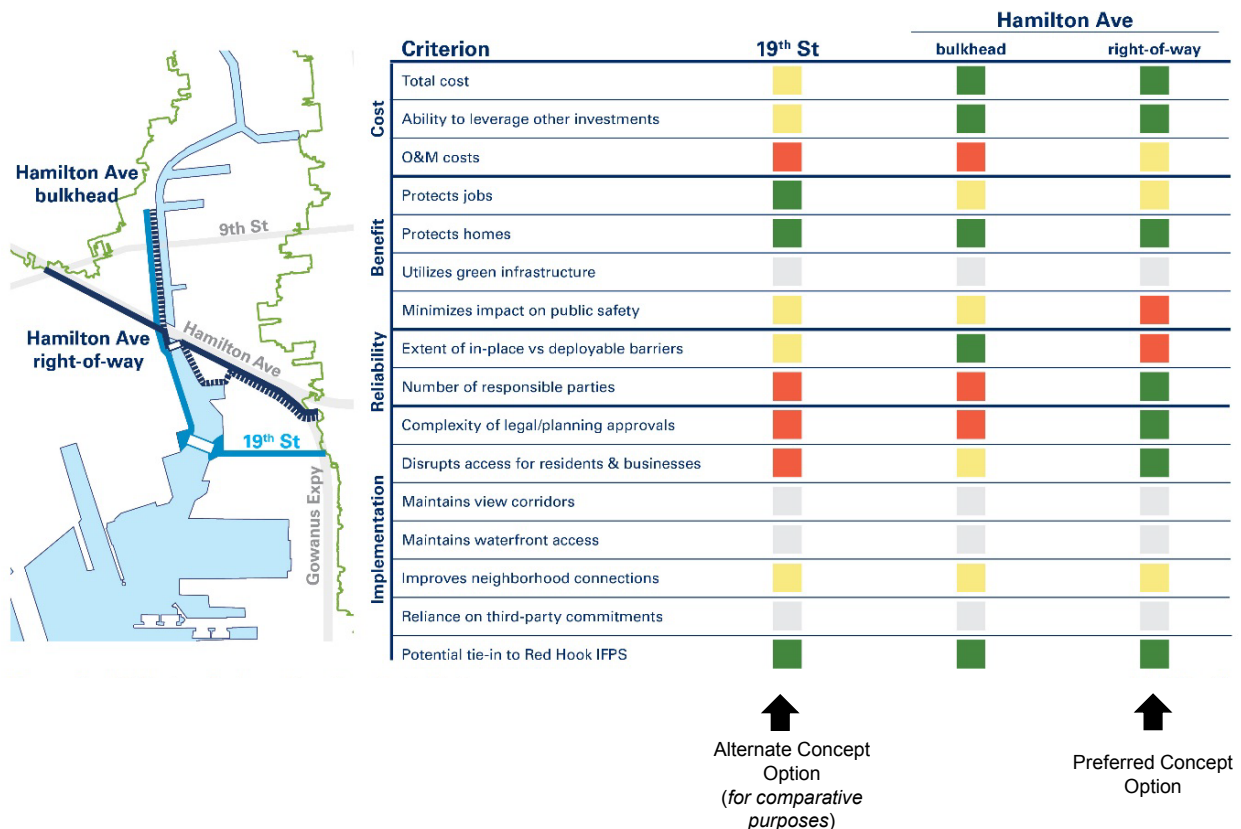 Hamilton Ave
bulkhead
9th St
Hamilton Ave
right-of-way
Hamilton Ave
19th St
Gowanus Expy
Hamilton Ave
Criterion 19th St bulkhead right-of-way
Cost
Total cost
Ability to leverage other investments
O&M costs
Benefit
Protects jobs
Protects homes
Utilizes green infrastructure
Minimizes impact on public safety
Reliability
Extent of in-place vs deployable barriers
Number of responsible parties
Implementation
Complexity of legal/planning approvals
Disrupts access for residents & businesses
Maintains view corridors
Maintains waterfront access
Improves neighborhood connections
Reliance on third-party commitments
Potential tie-in to Red Hook IFPS
Alternate Concept
Option
(for comparative
purposes)
Preferred Concept
Option